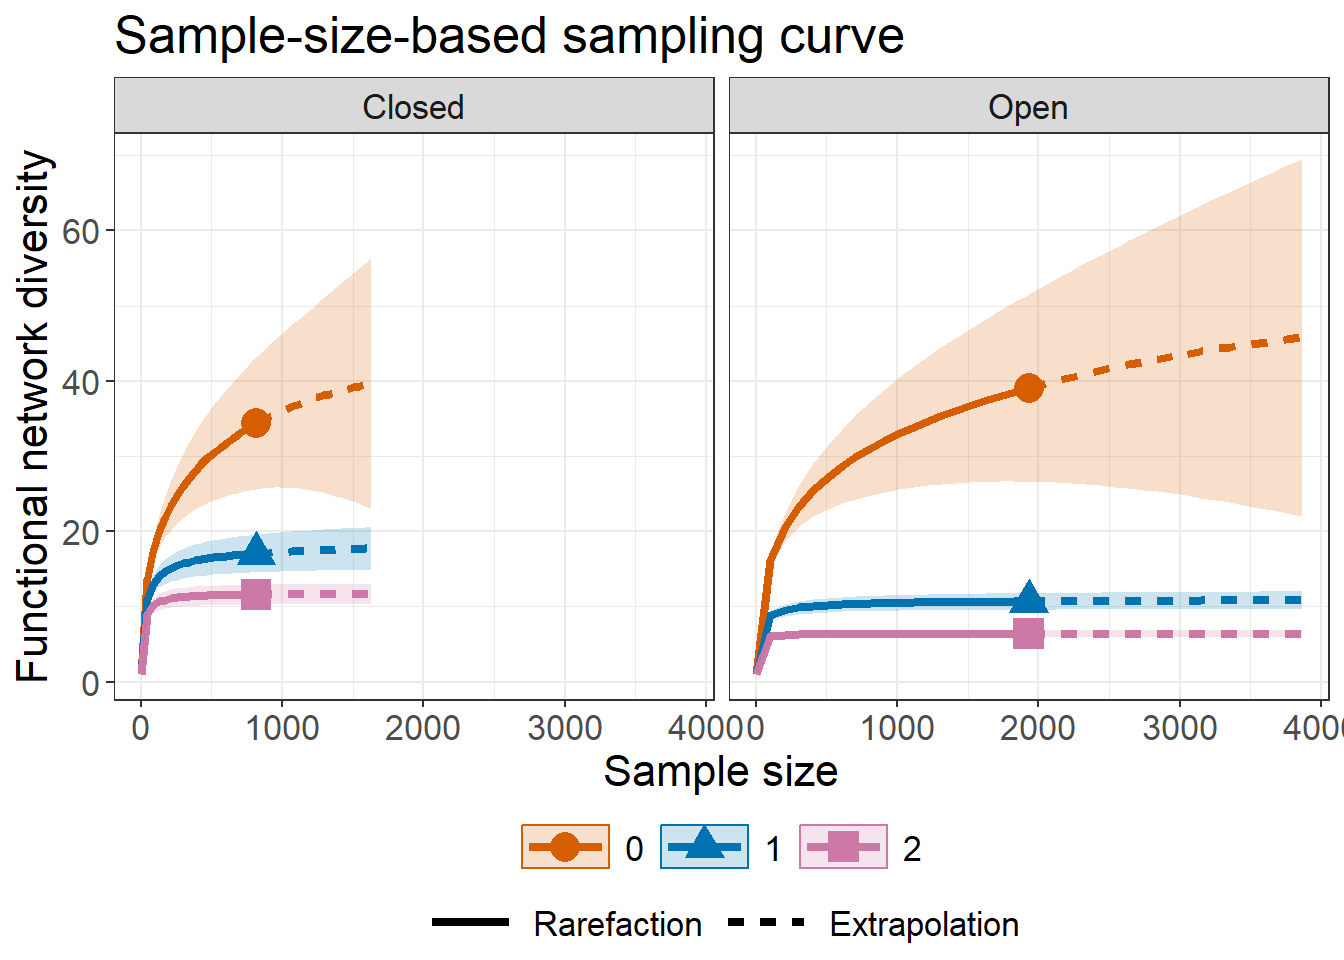 Sample-size-based sampling curve
Closed Open
Functional network diversity
60
40
20
0
0 1000 2000 3000 4000 0 1000 2000 3000 400
Sample size
0 1 2
Rarefaction Extrapolation